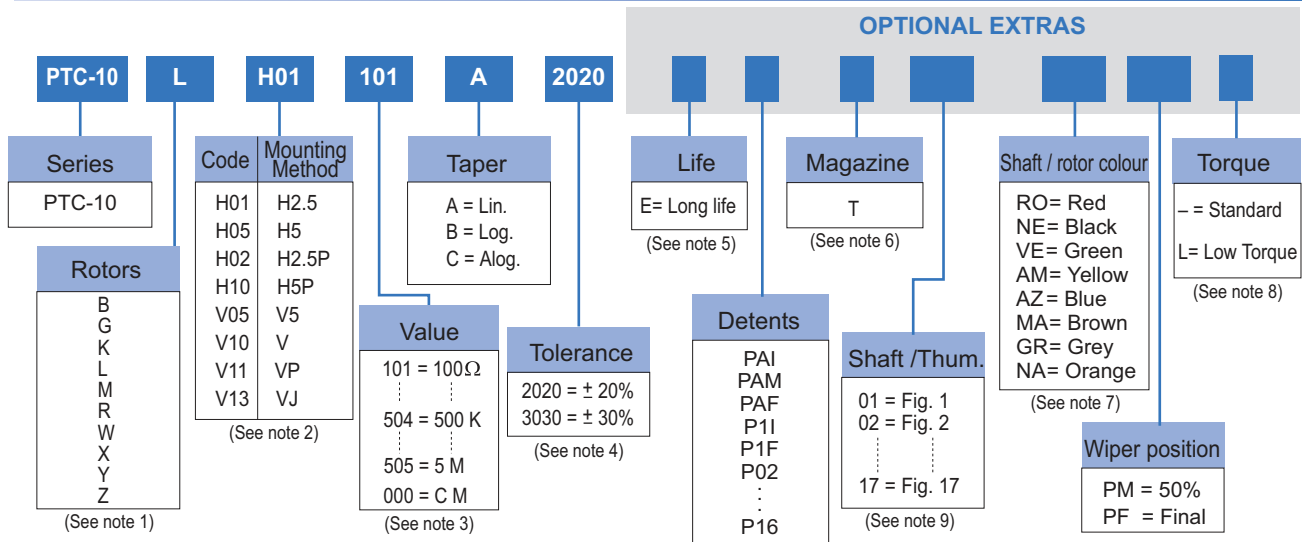 OPTIONAL EXTRAS
PTC-10 L H01 101 A 2020
Series
PTC-10
Rotors
B
G
K
L
M
R
W
X
Y
Z
(See note 1)
Code Mounting Method
H01 H2.5
H05 H5
H02 H2.5P
H10 H5P
V05 V5
V10 V
V11 VP
V13 VJ
(See note 2)
Value
101 = 100Ω
504 = 500 K
505 = 5 M
000 = C M
(See note 3)
Taper
A = Lin.
B = Log.
C = Alog.
Tolerance
2020 = ± 20%
3030 = ± 30%
(See note 4)
Life
E= Long life
(See note 5)
Detents
PAI
PAM
PAF
P1I
P1F
P02
:
.
P16
Magazine
T
(See note 6)
Shaft /Thum.
01 = Fig. 1
02 = Fig. 2
17 = Fig. 17
(See note 9)
Shaft / rotor colour
RO= Red
NE= Black
VE= Green
AM= Yellow
AZ= Blue
MA= Brown
GR= Grey
NA= Orange
(See note 7)
Wiper position
PM = 50%
PF = Final
Torque
– = Standard
L= Low Torque
(See note 8)